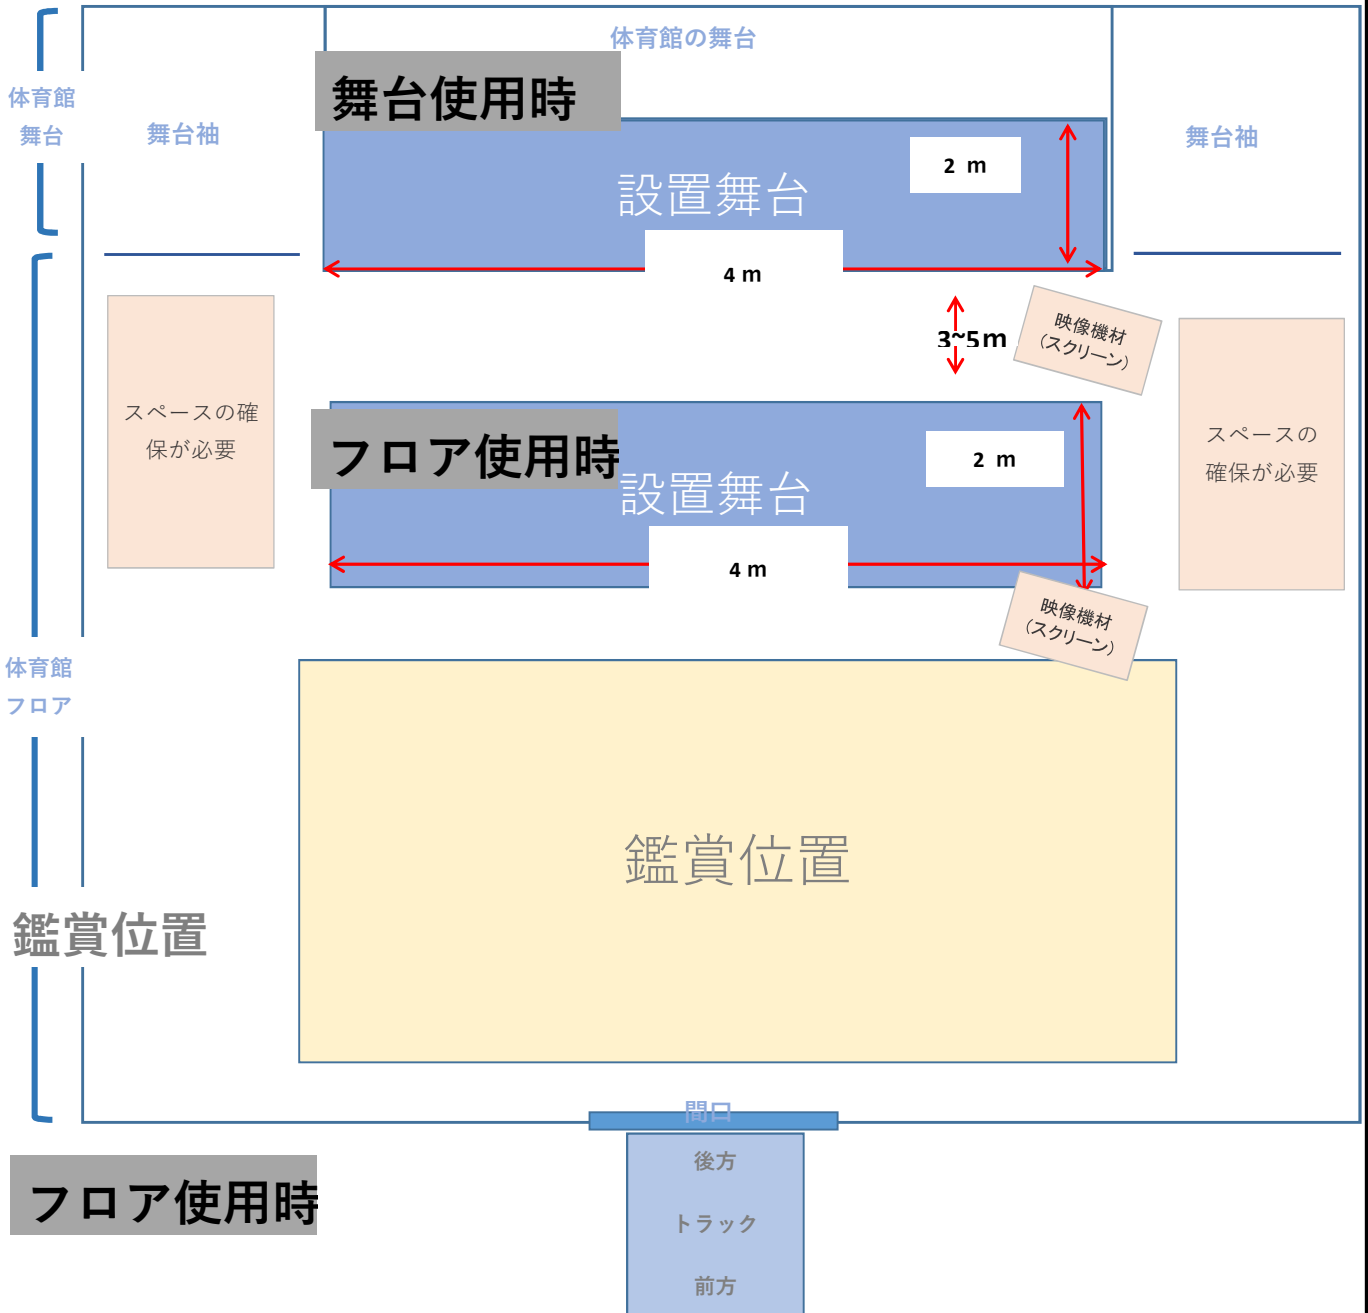 体育館の舞台
舞台使用時
体育館
舞台
舞台袖
舞台袖
2 m
設置舞台
4 m
3~5m
映像機材
(スクリーン)
スペースの確
保が必要
スペースの
確保が必要
フロア使用時
2 m
設置舞台
4 m
映像機材
(スクリーン)
体育館
フロア
鑑賞位置
鑑賞位置
間口
後方
トラック
前方
フロア使用時